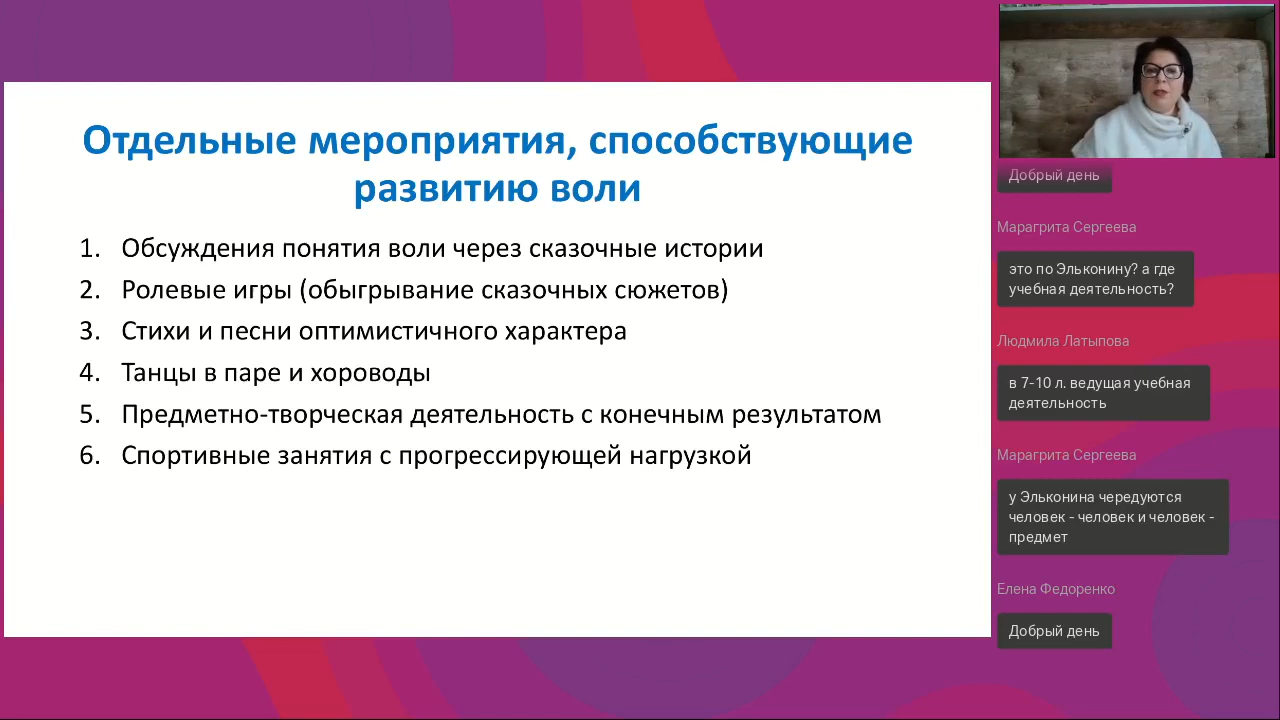 Отдельные мероприятия, способствующие
развитию воли
1. Обсуждения понятия воли через сказочные истории
2. Ролевые игры (обыгрывание сказочных сюжетов)
3. Стихи и песни оптимистичного характера
4. Танцы в паре и хороводы
5. Предметно-творческая деятельность с конечным результатом
6. Спортивные занятия с прогрессирующей нагрузкой
Добрый день
Марагрита Сергеева
это по Эльконину? а где
учебная деятельность?
Людмила Латыпова
в 7-10 л. ведущая учебная
деятельность
Марагрита Сергеева
у Эльконина чередуются
человек - человек и человек -
предмет
Елена Федоренко
Добрый день